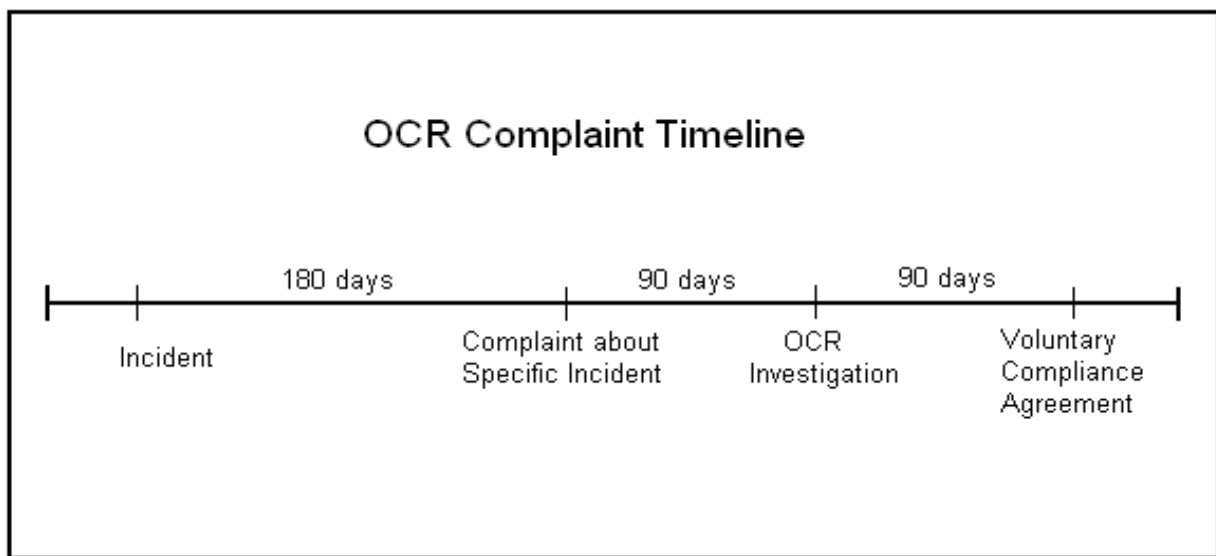 OCR Complaint Timeline
180 days
90 days
90 days
Incident
Complaint about
Specific Incident
OCR
Investigation
Voluntary
Compliance
Agreement